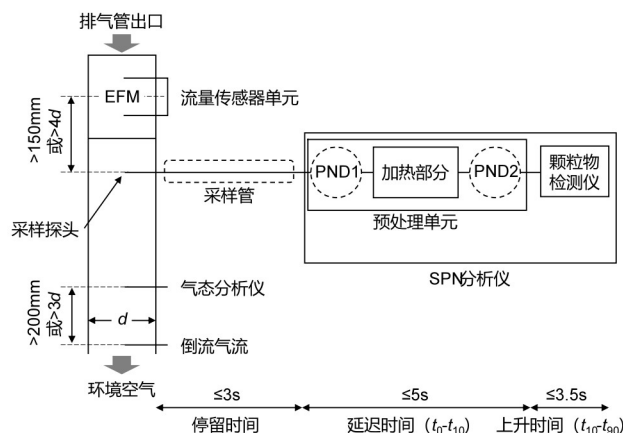 排气管出口
EFM
流量传感器单元
>150mm
或>4d
PND1
加热部分
PND2
颗粒物
检测仪
采样管
预处理单元
采样探头
SPN分析仪
气态分析仪
>200mm
或>3d
d
倒流气流
环境空气
≤3s
≤5s
≤3.5s
停留时间
延迟时间（t0-t10）
上升时间（t10-t90）